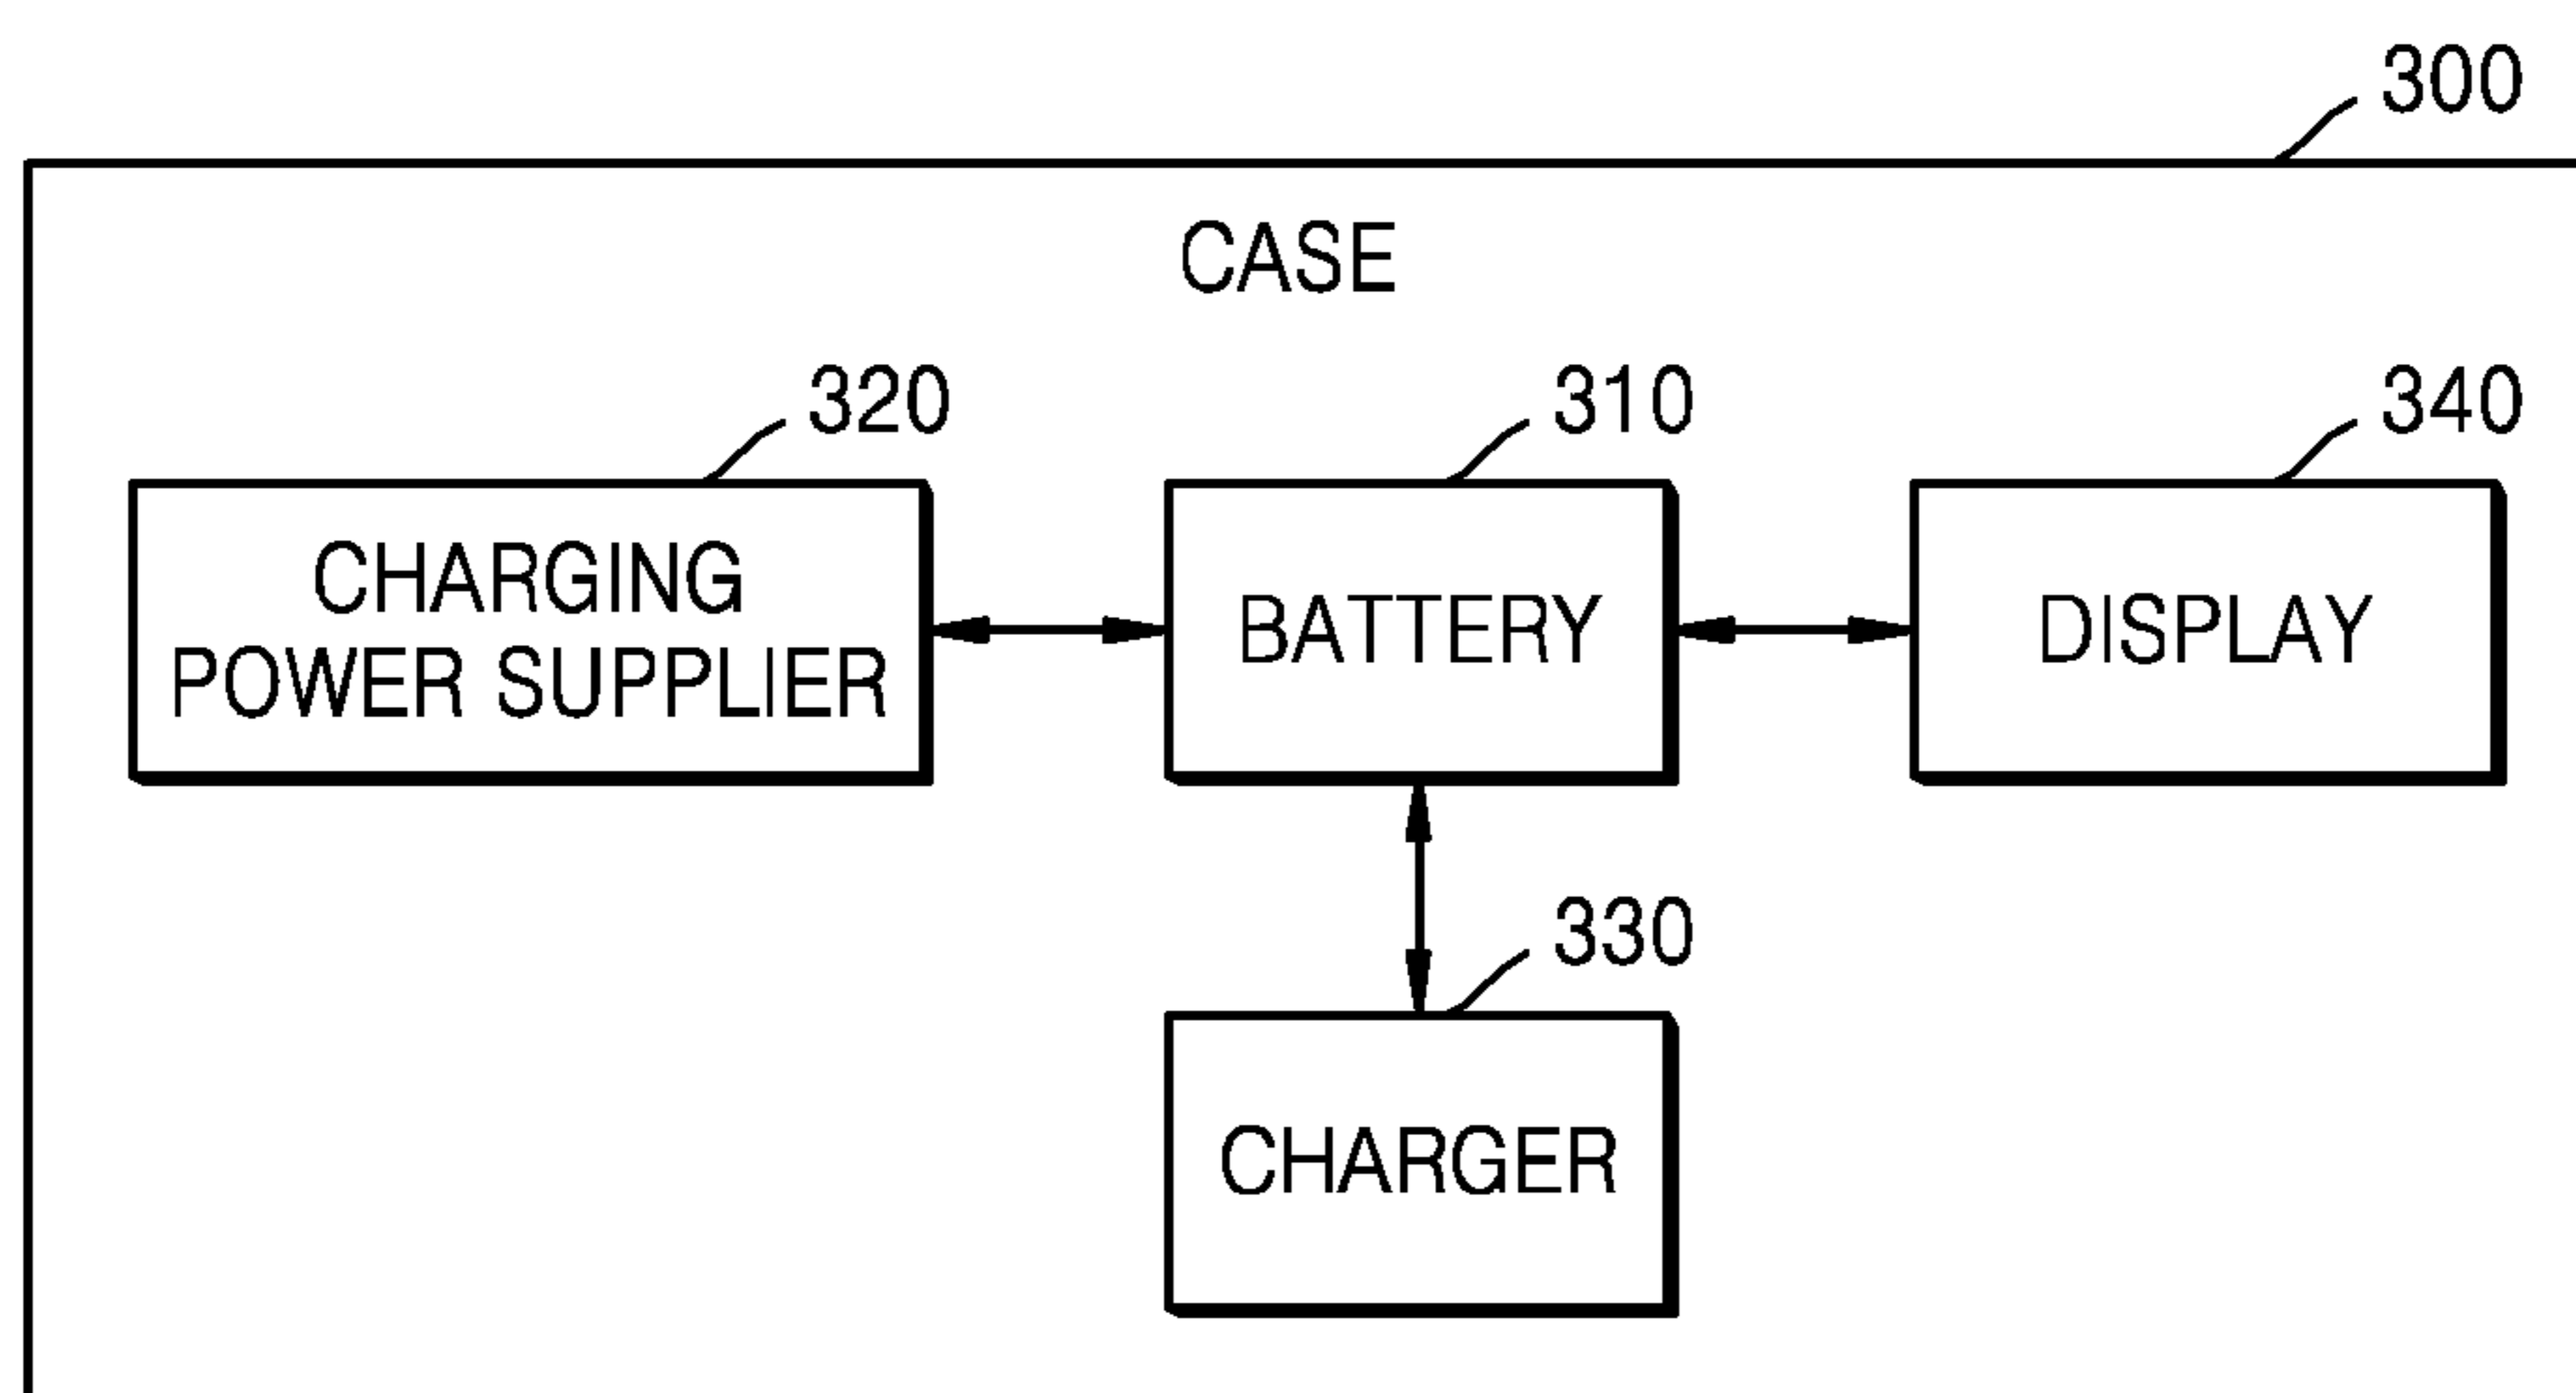 300
CASE
320
310
340
CHARGING
POWER SUPPLIER
BATTERY
DISPLAY
330
CHARGER